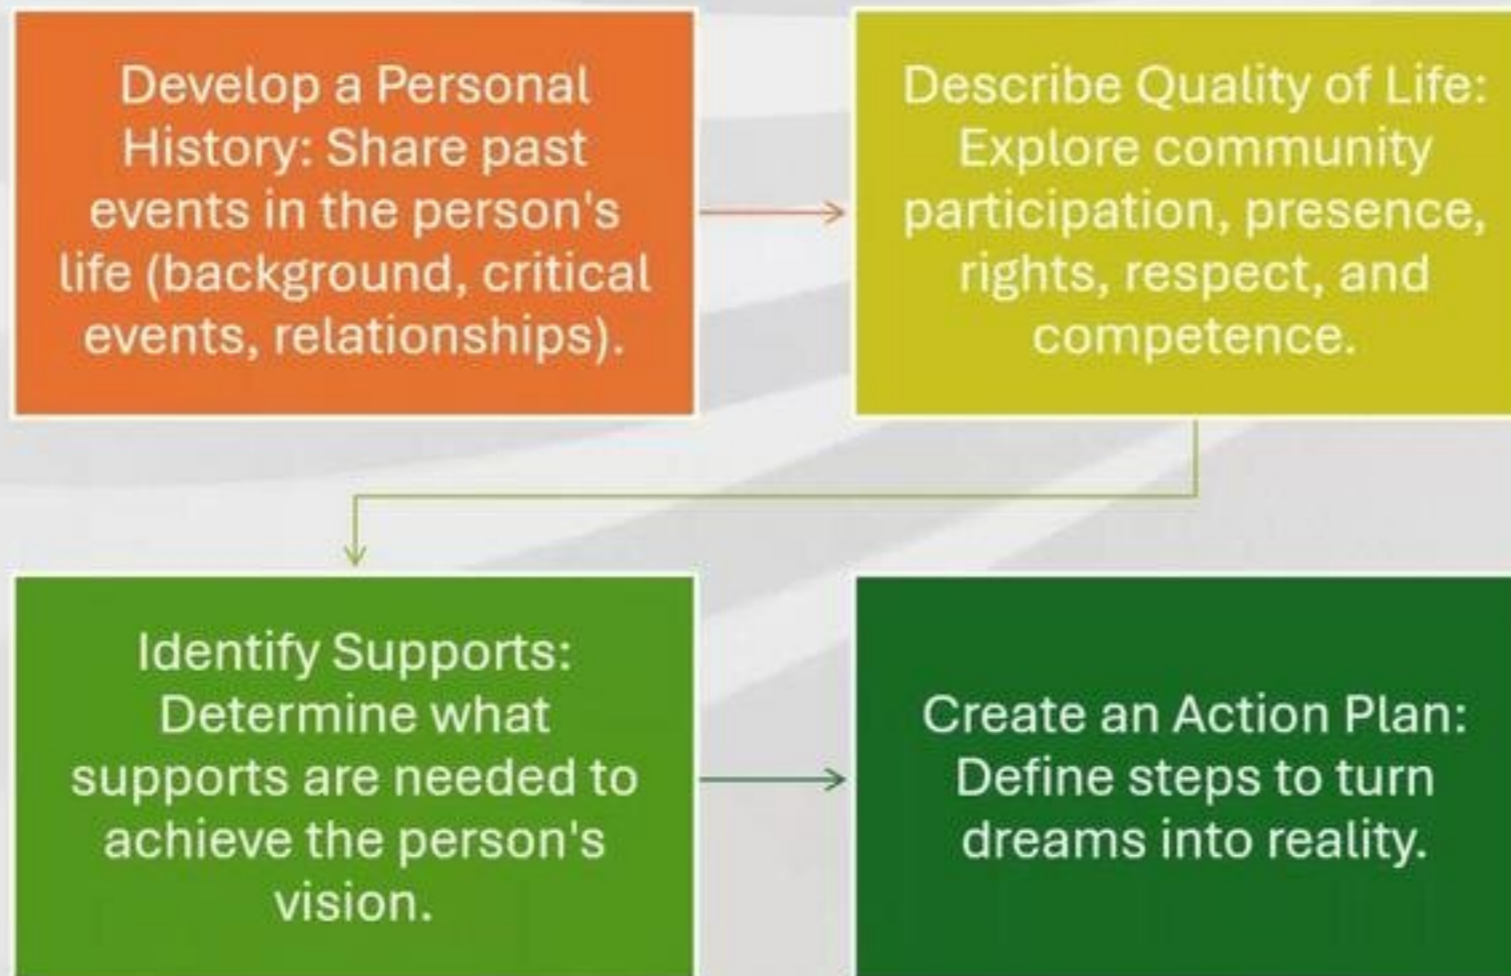 Develop a Personal
History: Share past
events in the person's
life (background, critical
events, relationships).
Describe Quality of Life:
Explore community
participation, presence,
rights, respect, and
competence.
Identify Supports:
Determine what
supports are needed to
achieve the person's
vision.
Create an Action Plan:
Define steps to turn
dreams into reality.